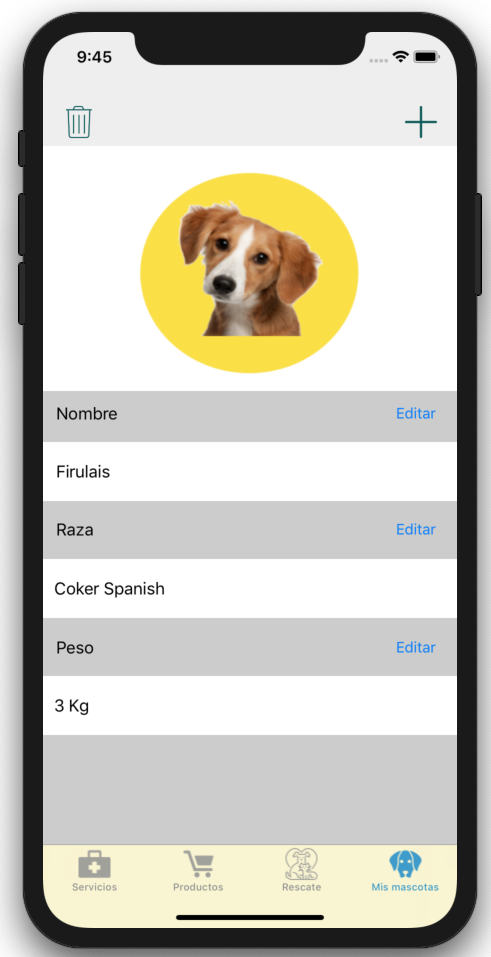 9:45
Nombre Editar
Firulais
Raza Editar
Coker Spanish
Peso Editar
3 Kg
Servicios Productos Rescate Mis mascotas